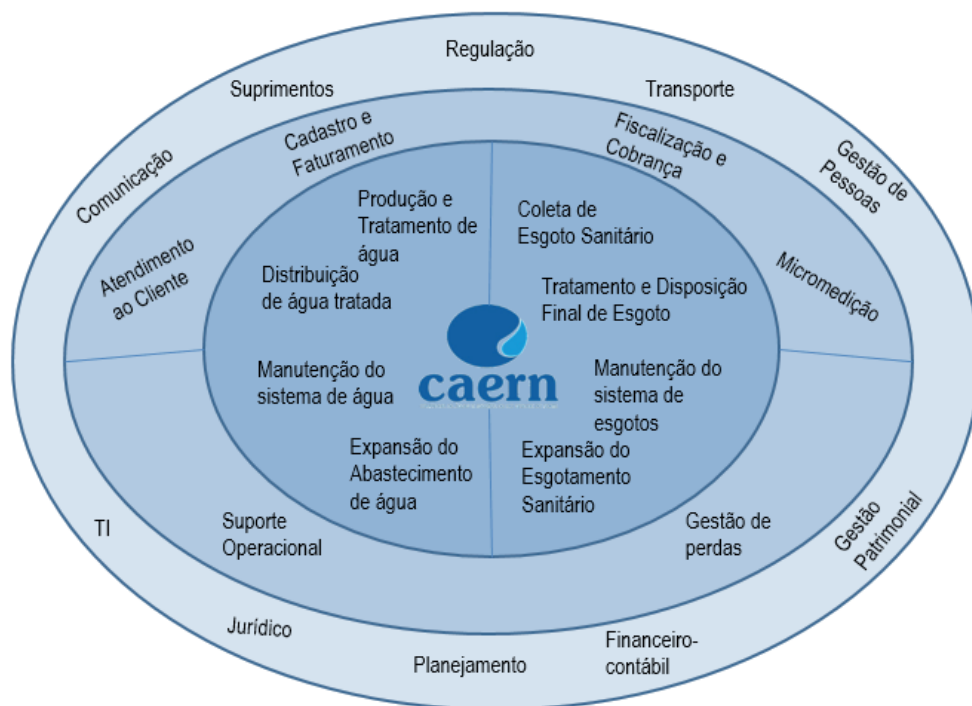 Regulação
Suprimentos
Transporte
Comunicação
Gestão de
Pessoas
Cadastro e
Faturamento
Fiscalização e
Cobrança
Atendimento
ao Cliente
Micromedição
Produção e
Tratamento de
água
Coleta de
Esgoto Sanitário
Distribuição
de água tratada
Tratamento e Disposição
Final de Esgoto
caern
Manutenção do
sistema de água
Manutenção do
sistema de
esgotos
Expansão do
Abastecimento
de água
Expansão do
Esgotamento
Sanitário
Suporte
Operacional
Gestão de
perdas
TI
Gestão
Patrimonial
Jurídico
Planejamento
Financeiro-
contábil